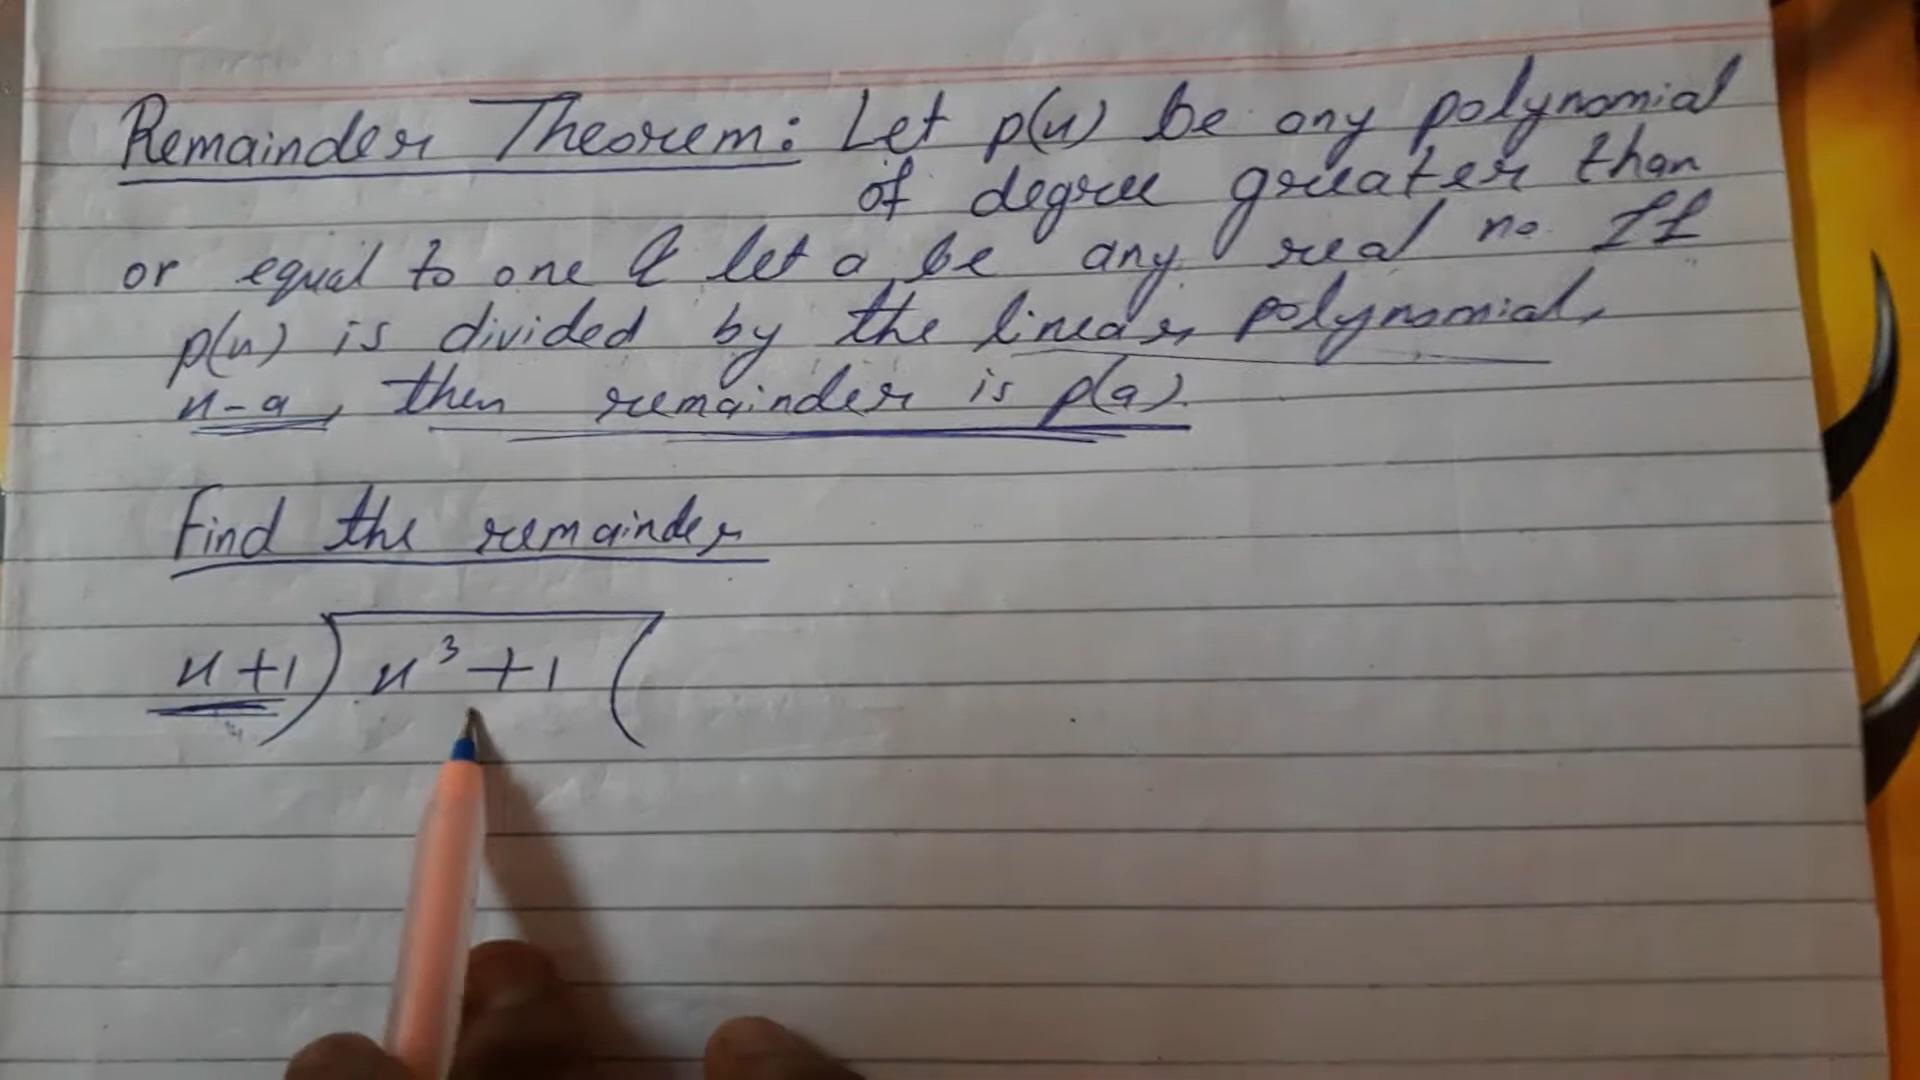 Remainder Theorem: Let p(x) be any polynomial
of degree greater than
or equal to one & let a be any real no. If
p(x) is divided by the linear polynomial,
x-a, then remainder is p(a).
Find the remainder
x+1) x³+1 (